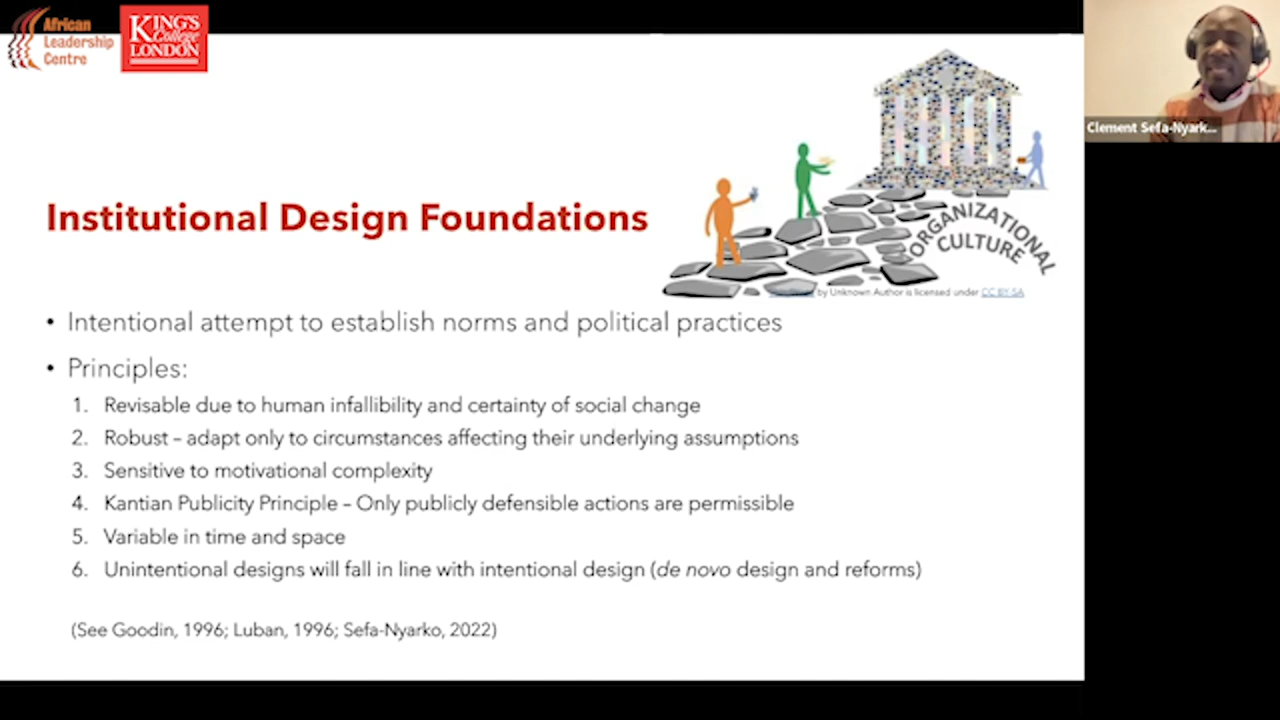 African
Leadership
Centre
KING'S
College
LONDON
Clement Sefa-Nyark...
ORGANIZATIONAL
CULTURE
by Unknown Author is licensed under CC BY-SA
Institutional Design Foundations
• Intentional attempt to establish norms and political practices
• Principles:
1. Revisable due to human infallibility and certainty of social change
2. Robust – adapt only to circumstances affecting their underlying assumptions
3. Sensitive to motivational complexity
4. Kantian Publicity Principle – Only publicly defensible actions are permissible
5. Variable in time and space
6. Unintentional designs will fall in line with intentional design (de novo design and reforms)
(See Goodin, 1996; Luban, 1996; Sefa-Nyarko, 2022)